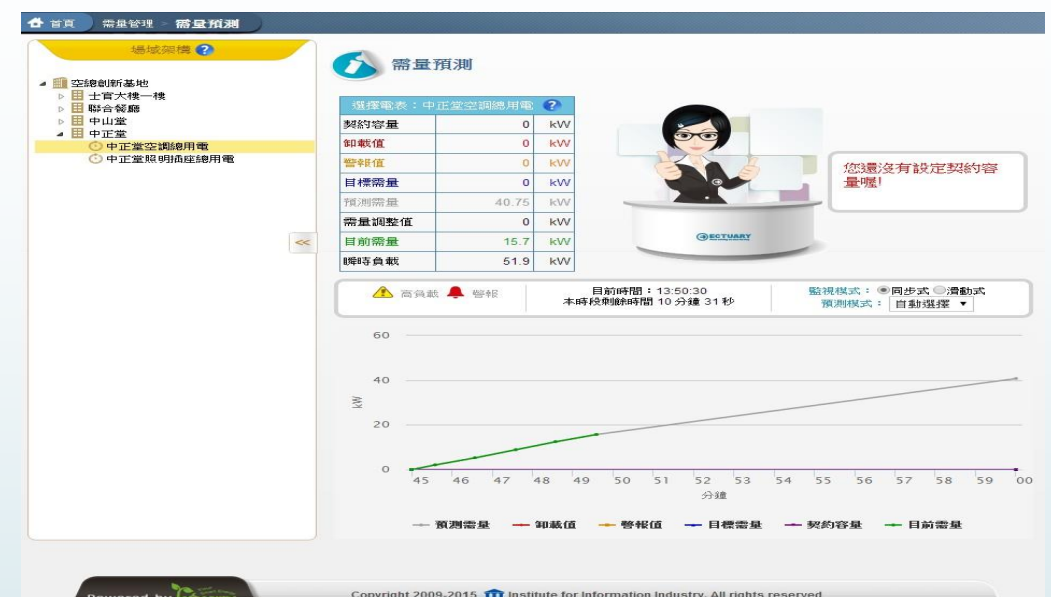 首頁 需量管理 - 需量預測
場域架構 ?
空總創新基地
士官大樓一樓
聯合餐廳
中山堂
中正堂
中正堂空調總用電
中正堂照明插座總用電
<<
需量預測
選擇電表：中正堂空調總用電 ?
契約容量 0 kW
卸載值 0 kW
警報值 0 kW
目標需量 0 kW
預測需量 40.75 kW
需量調整值 0 kW
目前需量 15.7 kW
瞬時負載 51.9 kW
您還沒有設定契約容
量喔!
ECTUARY
高負載 警報
目前時間：13:50:30
本時段剩餘時間 10 分鐘 31 秒
監視模式： 同步式 滑動式
預測模式： 自動選擇
60
40
20
0
kW
45 46 47 48 49 50 51 52 53 54 55 56 57 58 59 00
分鐘
預測需量 卸載值 警報值 目標需量 契約容量 目前需量
Powered by
Copyright 2009-2015 Institute for Information Industry. All rights reserved